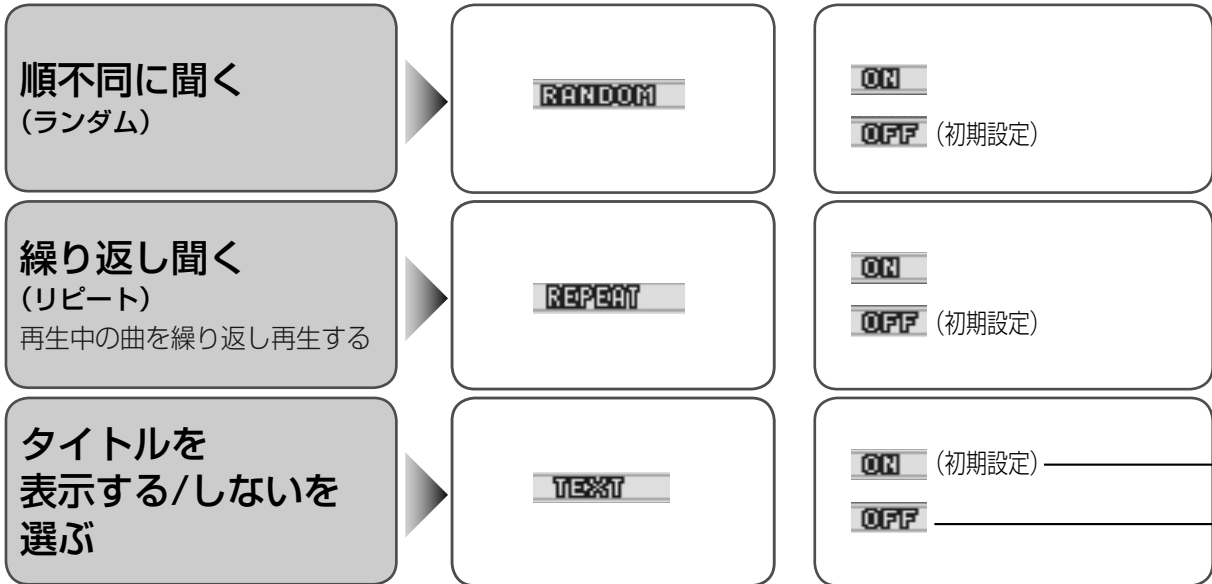 順不同に聞く
（ランダム）
RANDOM
ON
OFF（初期設定）
繰り返し聞く
（リピート）
再生中の曲を繰り返し再生する
REPEAT
ON
OFF（初期設定）
タイトルを
表示する/しないを
選ぶ
TEXT
ON（初期設定）
OFF